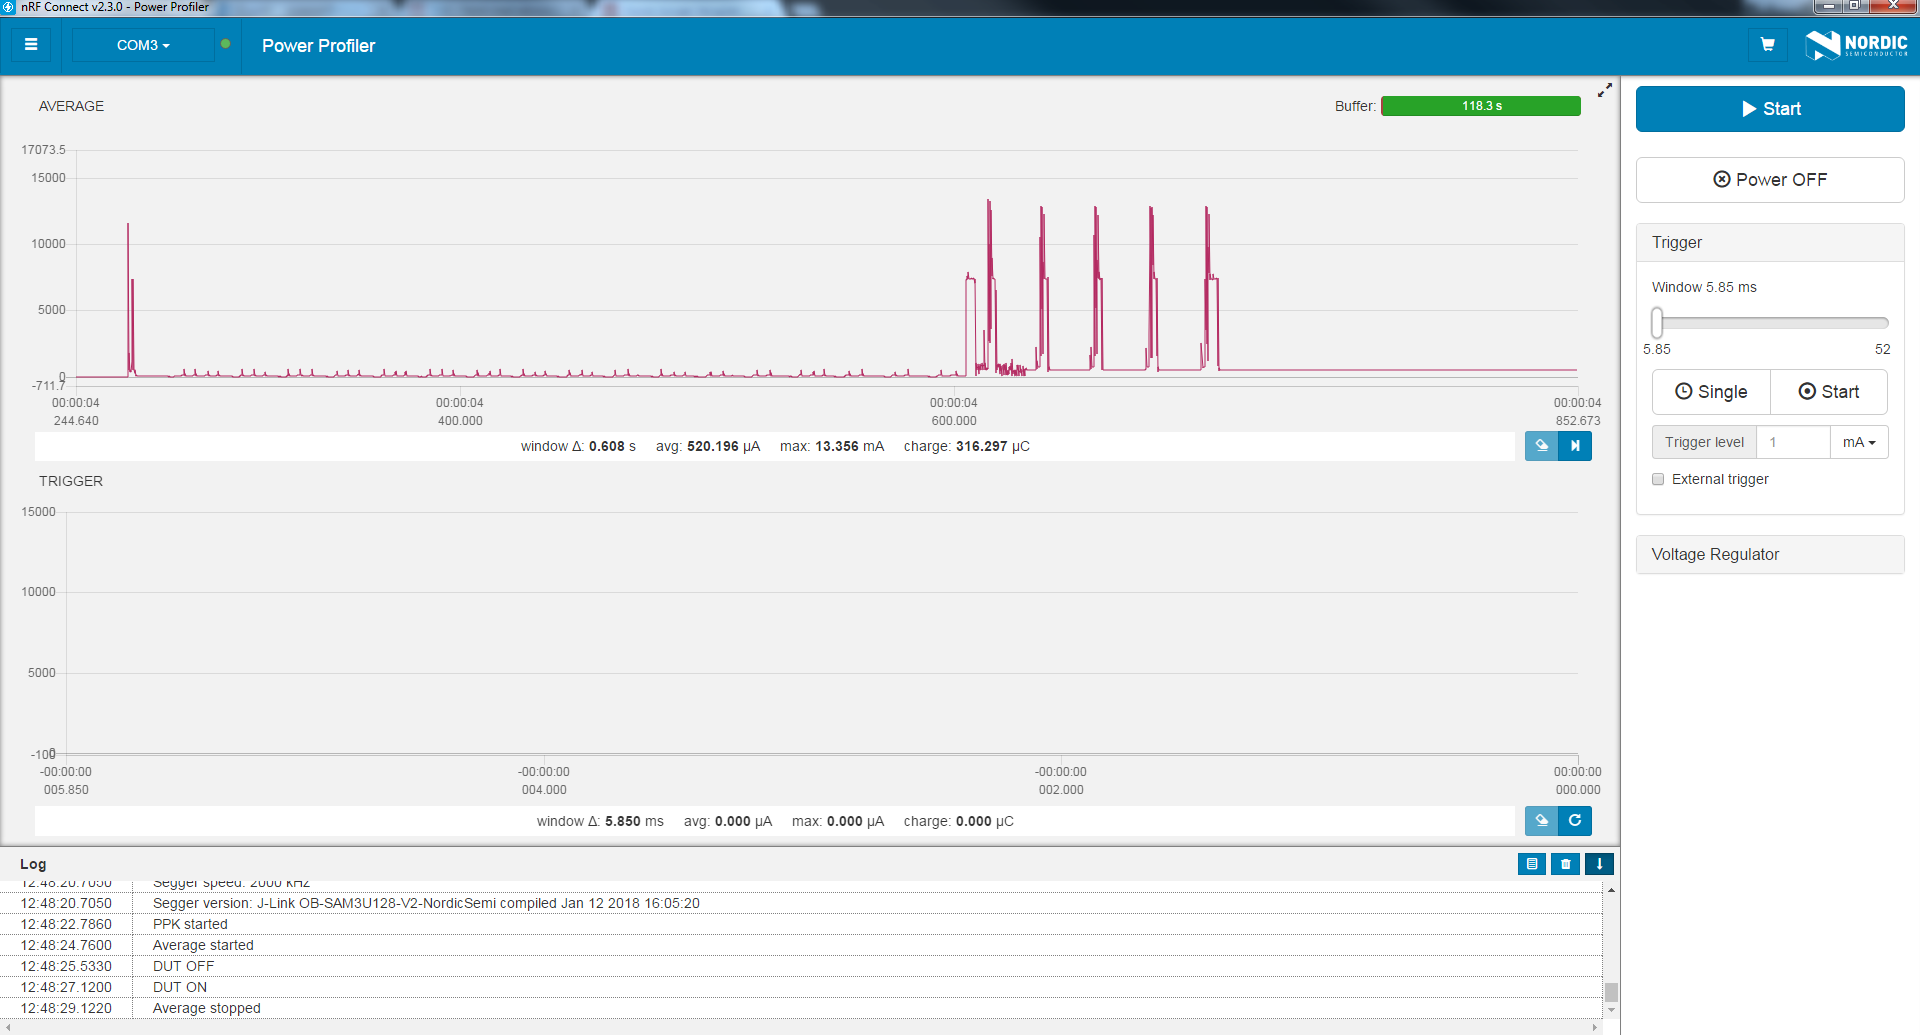 nRF Connect v2.3.0 - Power Profiler
COM3
Power Profiler
NORDIC
SEMICONDUCTOR
AVERAGE
Buffer: 118.3 s
17073.5
15000
10000
5000
0
-711.7
00:00:04 00:00:04 00:00:04 00:00:04
244.640 400.000 600.000 852.673
window Δ: 0.608 s avg: 520.196 μA max: 13.356 mA charge: 316.297 μC
TRIGGER
15000
10000
5000
0
-100
-00:00:00 -00:00:00 -00:00:00 00:00:00
005.850 004.000 002.000 000.000
window Δ: 5.850 ms avg: 0.000 μA max: 0.000 μA charge: 0.000 μC
Start
Power OFF
Trigger
Window 5.85 ms
5.85 52
Single Start
Trigger level 1 mA
External trigger
Voltage Regulator
Log
12:48:20.7050 Segger speed: 2000 kHz
12:48:20.7050 Segger version: J-Link OB-SAM3U128-V2-NordicSemi compiled Jan 12 2018 16:05:20
12:48:22.7860 PPK started
12:48:24.7600 Average started
12:48:25.5330 DUT OFF
12:48:27.1200 DUT ON
12:48:29.1220 Average stopped